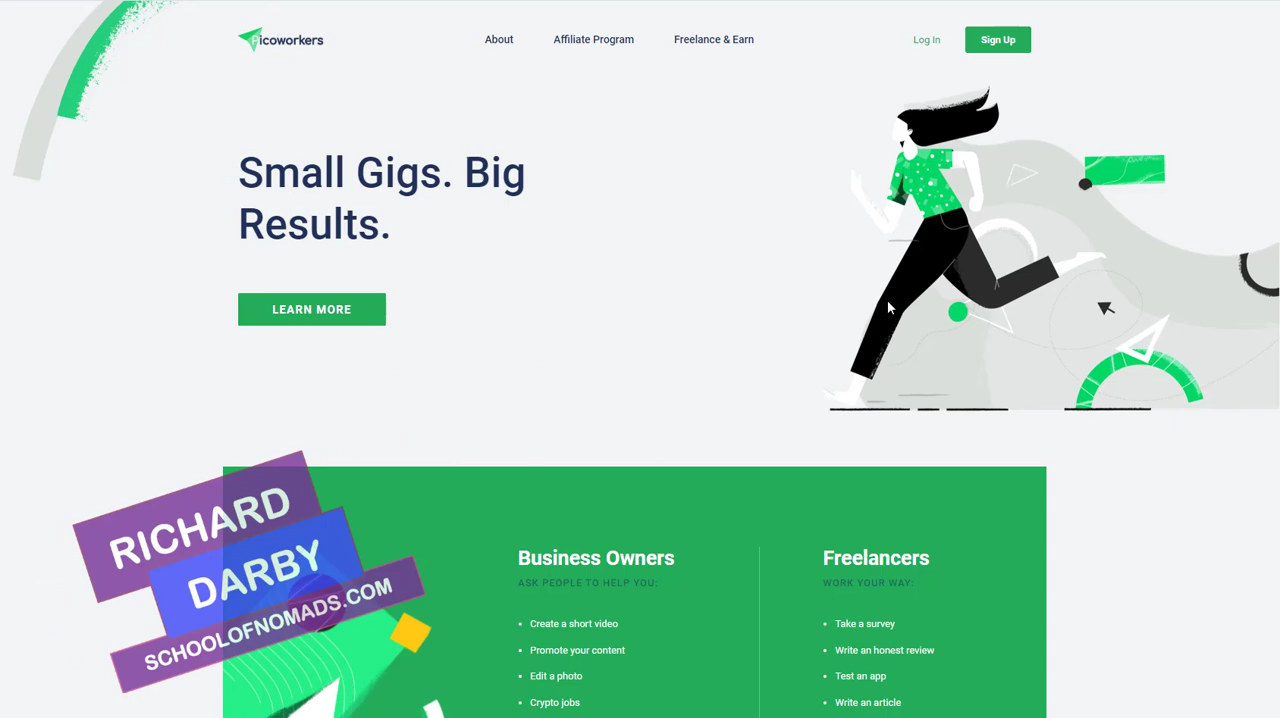 picoworkers
About
Affiliate Program
Freelance & Earn
Log In
Sign Up
Small Gigs. Big
Results.
LEARN MORE
RICHARD
DARBY
SCHOOLOFNOMADS.COM
Business Owners
ASK PEOPLE TO HELP YOU:
• Create a short video
• Promote your content
• Edit a photo
• Crypto jobs
Freelancers
WORK YOUR WAY:
• Take a survey
• Write an honest review
• Test an app
• Write an article